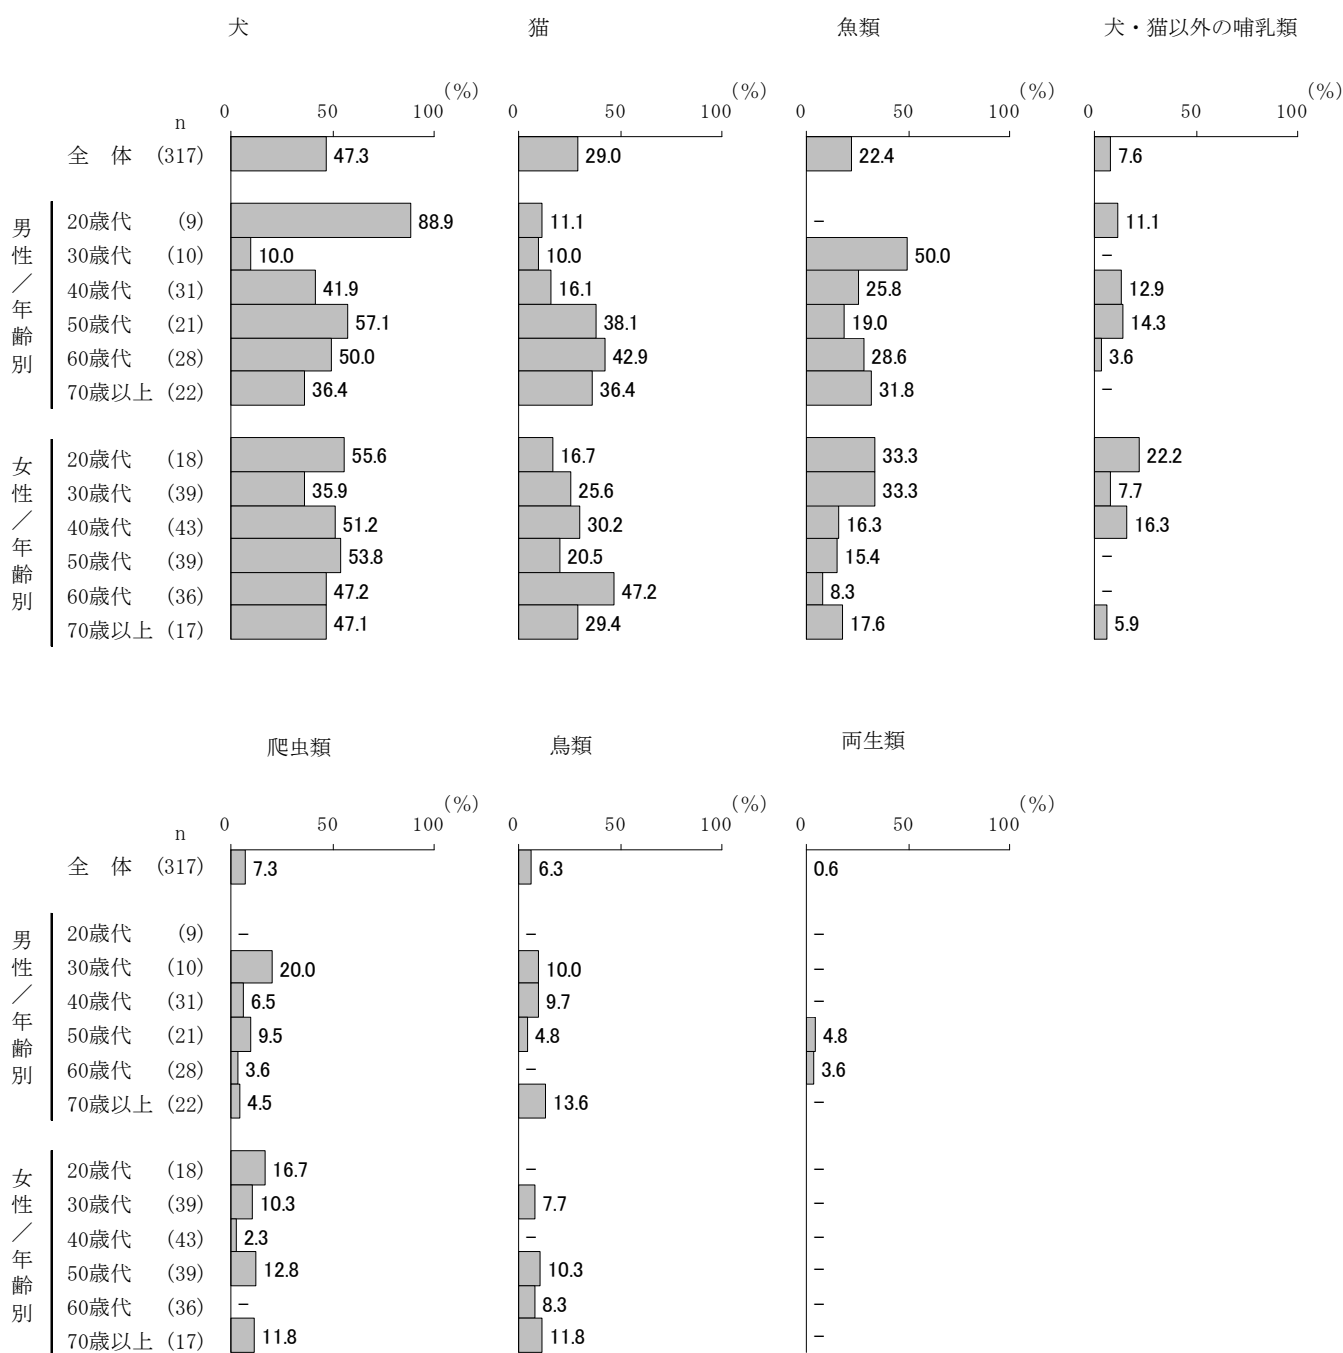 犬 猫 魚類 犬・猫以外の哺乳類
(%) (%) (%) (%)
0 50 100 0 50 100 0 50 100 0 50 100
n
全 体 (317) 47.3 29.0 22.4 7.6
男性／年齢別
20歳代 (9) 88.9 11.1 － 11.1
30歳代 (10) 10.0 10.0 50.0 －
40歳代 (31) 41.9 16.1 25.8 12.9
50歳代 (21) 57.1 38.1 19.0 14.3
60歳代 (28) 50.0 42.9 28.6 3.6
70歳以上 (22) 36.4 36.4 31.8 －
女性／年齢別
20歳代 (18) 55.6 16.7 33.3 22.2
30歳代 (39) 35.9 25.6 33.3 7.7
40歳代 (43) 51.2 30.2 16.3 16.3
50歳代 (39) 53.8 20.5 15.4 －
60歳代 (36) 47.2 47.2 8.3 －
70歳以上 (17) 47.1 29.4 17.6 5.9
爬虫類 鳥類 両生類
(%) (%) (%)
0 50 100 0 50 100 0 50 100
n
全 体 (317) 7.3 6.3 0.6
男性／年齢別
20歳代 (9) － － －
30歳代 (10) 20.0 10.0 －
40歳代 (31) 6.5 9.7 －
50歳代 (21) 9.5 4.8 4.8
60歳代 (28) 3.6 － 3.6
70歳以上 (22) 4.5 13.6 －
女性／年齢別
20歳代 (18) 16.7 － －
30歳代 (39) 10.3 7.7 －
40歳代 (43) 2.3 － －
50歳代 (39) 12.8 10.3 －
60歳代 (36) － 8.3 －
70歳以上 (17) 11.8 11.8 －